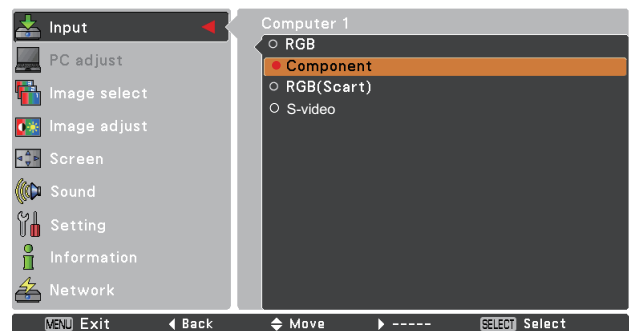 Input
PC adjust
Image select
Image adjust
Screen
Sound
Setting
Information
Network
Computer 1
RGB
Component
RGB(Scart)
S-video
MENU Exit Back Move ----- SELECT Select